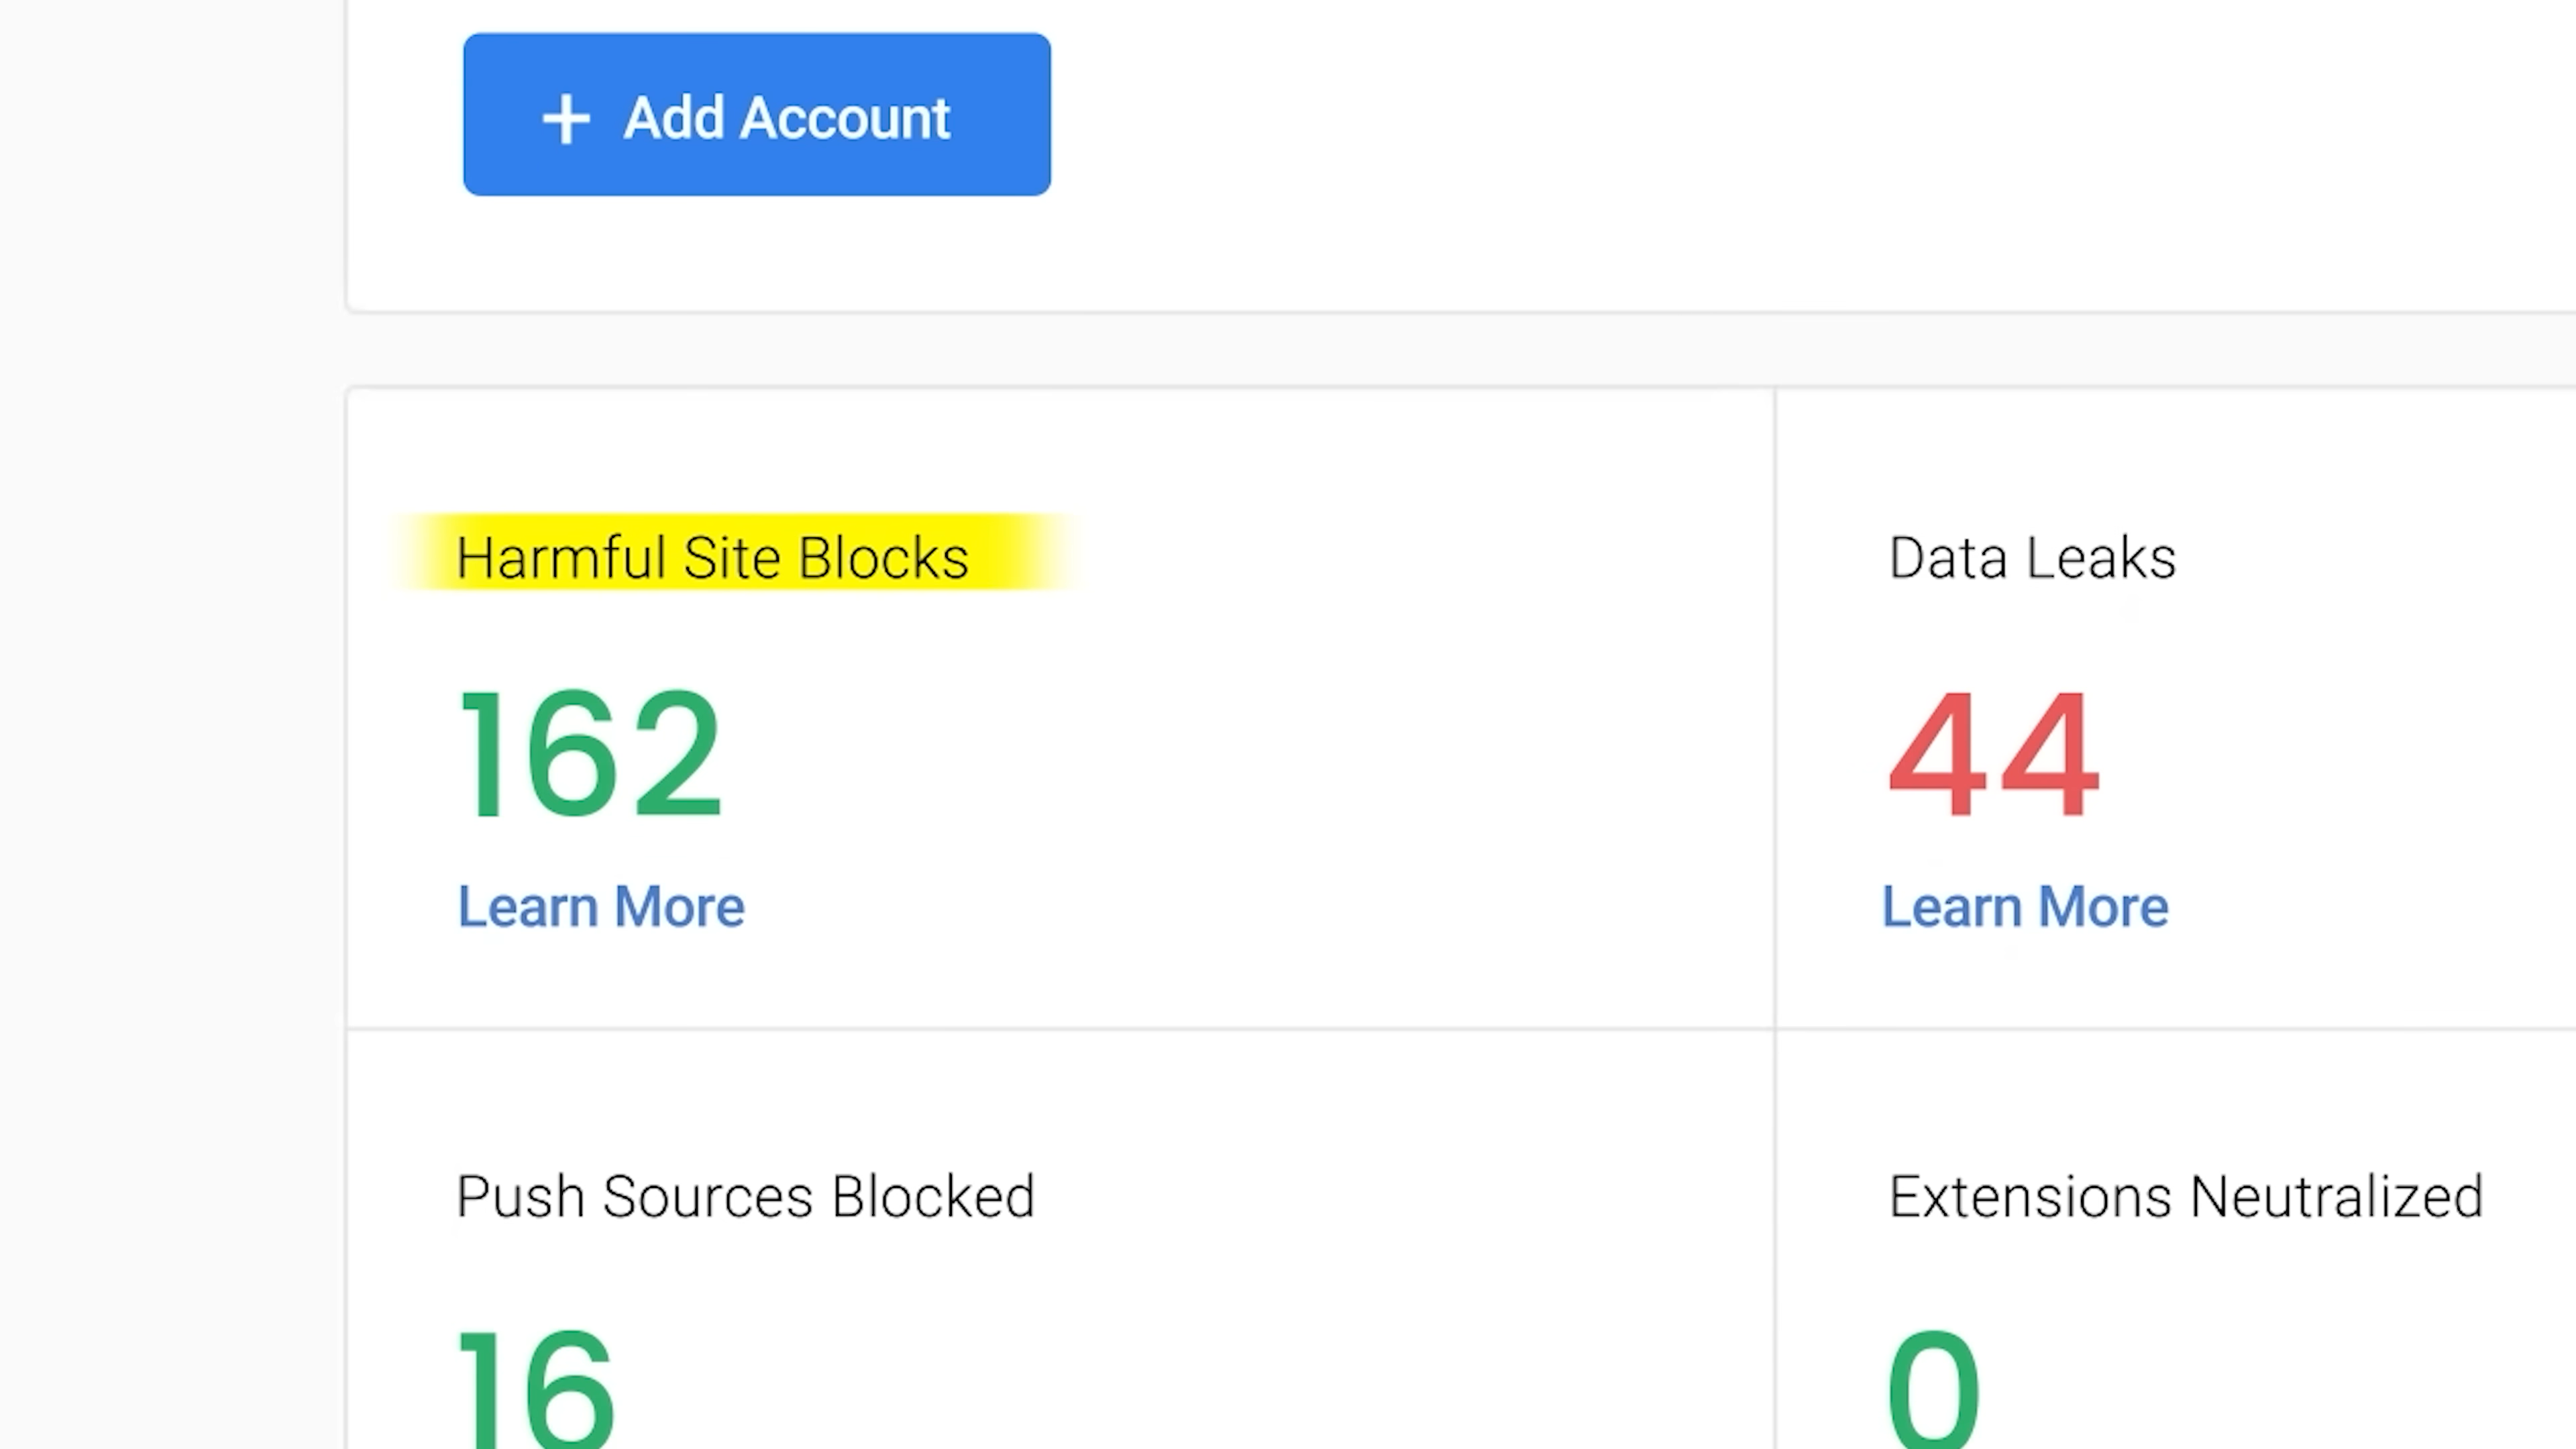 + Add Account
Harmful Site Blocks
Data Leaks
162
44
Learn More
Learn More
Push Sources Blocked
Extensions Neutralized
16
0